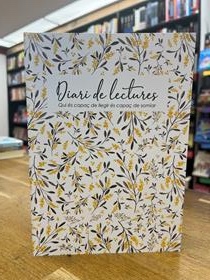 Diari de lectures
Qui és capaç de llegir és capaç de somiar